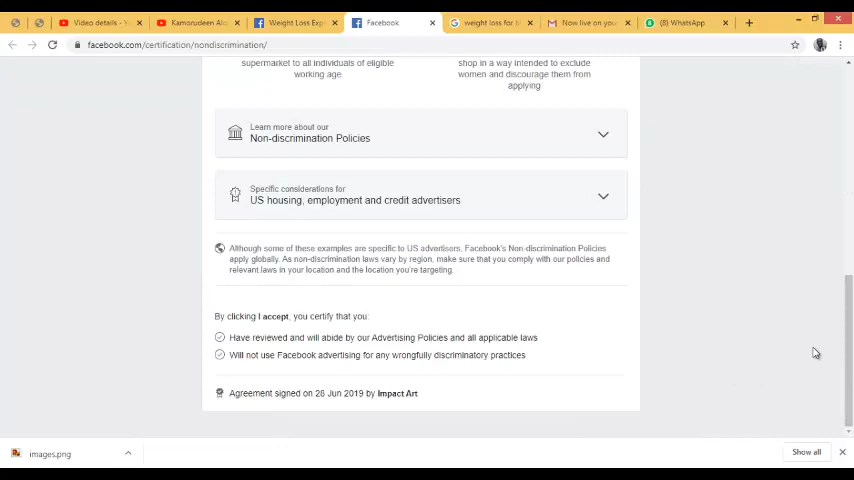 Video details - YouT
Kamorudeen Alic
Weight Loss Exp
Facebook
weight loss for bl
Now live on your
(8) WhatsApp
facebook.com/certification/nondiscrimination/
supermarket to all individuals of eligible
working age
shop in a way intended to exclude
women and discourage them from
applying
Learn more about our
Non-discrimination Policies
Specific considerations for
US housing, employment and credit advertisers
Although some of these examples are specific to US advertisers, Facebook's Non-discrimination Policies
apply globally. As non-discrimination laws vary by region, make sure that you comply with our policies and
relevant laws in your location and the location you're targeting.
By clicking I accept, you certify that you:
Have reviewed and will abide by our Advertising Policies and all applicable laws
Will not use Facebook advertising for any wrongfully discriminatory practices
Agreement signed on 28 Jun 2019 by Impact Art
images.png
Show all